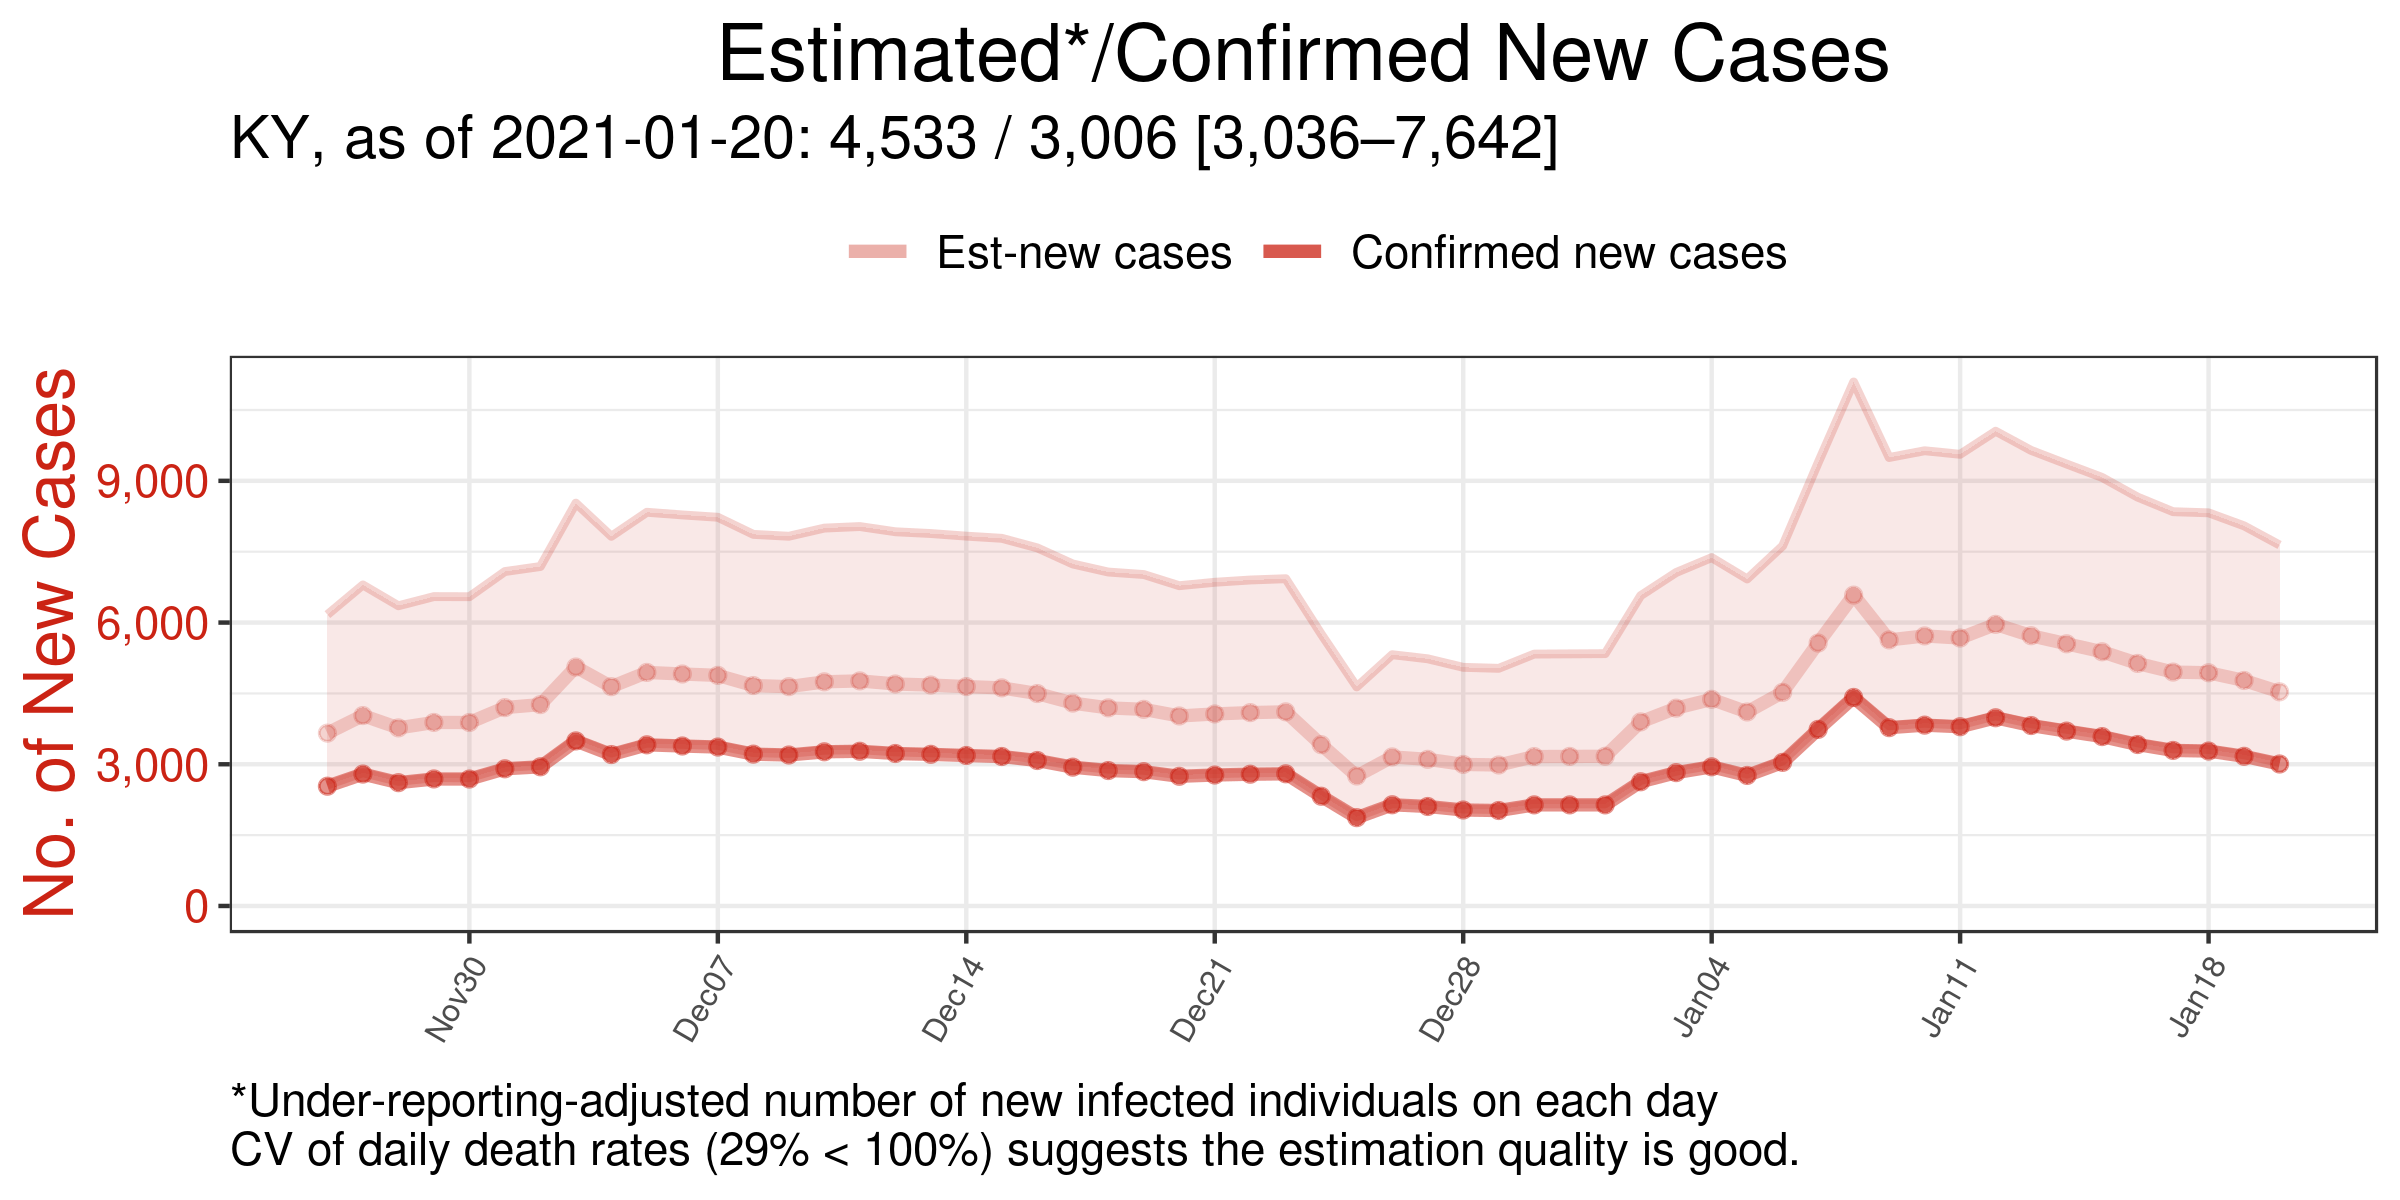 Estimated*/Confirmed New Cases
KY, as of 2021-01-20: 4,533 / 3,006 [3,036–7,642]
Est-new cases
Confirmed new cases
No. of New Cases
9,000
6,000
3,000
0
Nov30
Dec07
Dec14
Dec21
Dec28
Jan04
Jan11
Jan18
*Under-reporting-adjusted number of new infected individuals on each day
CV of daily death rates (29% < 100%) suggests the estimation quality is good.